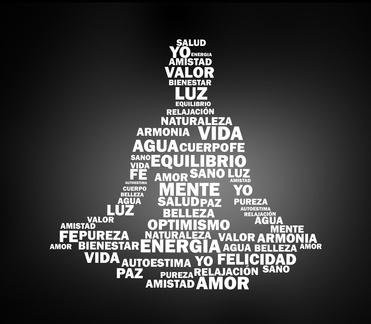 SALUD
YO ENERGIA
AMISTAD
VALOR
BIENESTAR
LUZ
EQUILIBRIO
RELAJACIÓN
NATURALEZA
ARMONIA VIDA
AGUA CUERPO FE
SANO EQUILIBRIO
VIDA
FE AMOR SANO LUZ
AUTOESTIMA AMISTAD
CUERPO MENTE YO
BELLEZA
AGUA SALUD PAZ PUREZA
LUZ BELLEZA AUTOESTIMA
RELAJACIÓN
VALOR OPTIMISMO AGUA
AMISTAD MENTE
FE PUREZA NATURALEZA VALOR ARMONIA
AMOR BIENESTAR ENERGIA AGUA BELLEZA AMOR
VIDA AUTOESTIMA YO FELICIDAD
PAZ PUREZA RELAJACIÓN SANO
AMISTAD AMOR